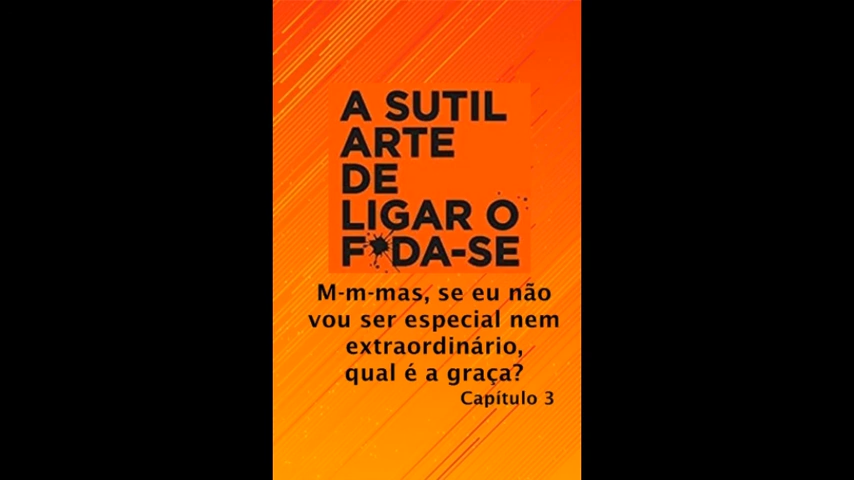 A SUTIL
ARTE
DE
LIGAR O
F*DA-SE
M-m-mas, se eu não
vou ser especial nem
extraordinário,
qual é a graça?
Capítulo 3